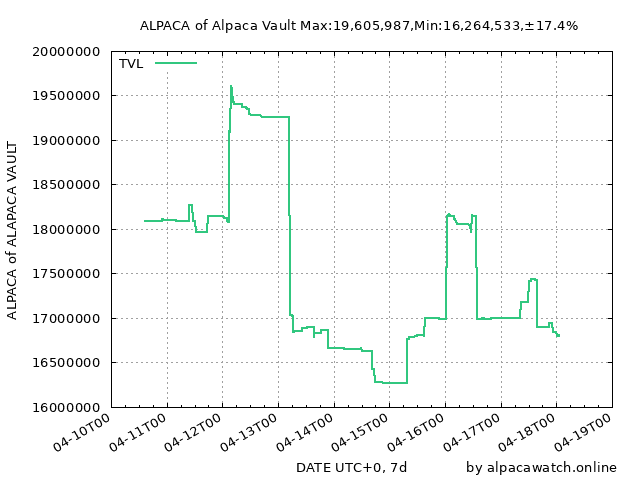 ALPACA of Alpaca Vault Max:19,605,987,Min:16,264,533,±17.4%
TVL
20000000
19500000
19000000
18500000
18000000
17500000
17000000
16500000
16000000
ALPACA of ALAPACA VAULT
04-10T00
04-11T00
04-12T00
04-13T00
04-14T00
04-15T00
04-16T00
04-17T00
04-18T00
04-19T00
DATE UTC+0, 7d
by alpacawatch.online